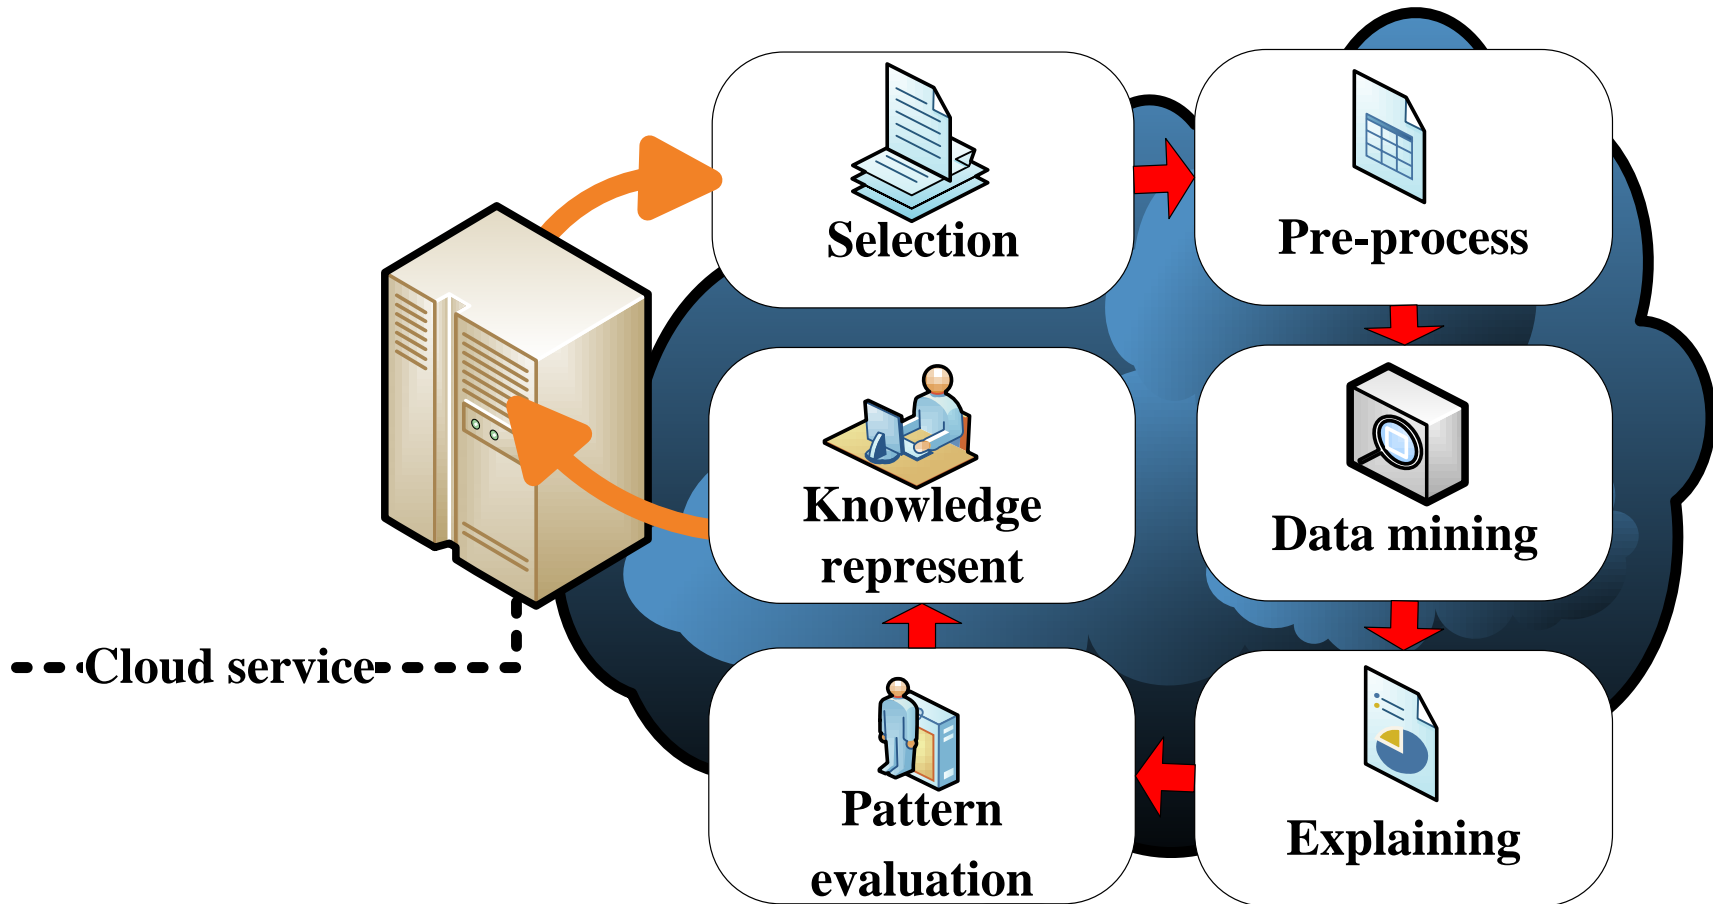 Selection
Pre-process
Knowledge
represent
Data mining
Cloud service
Pattern
evaluation
Explaining